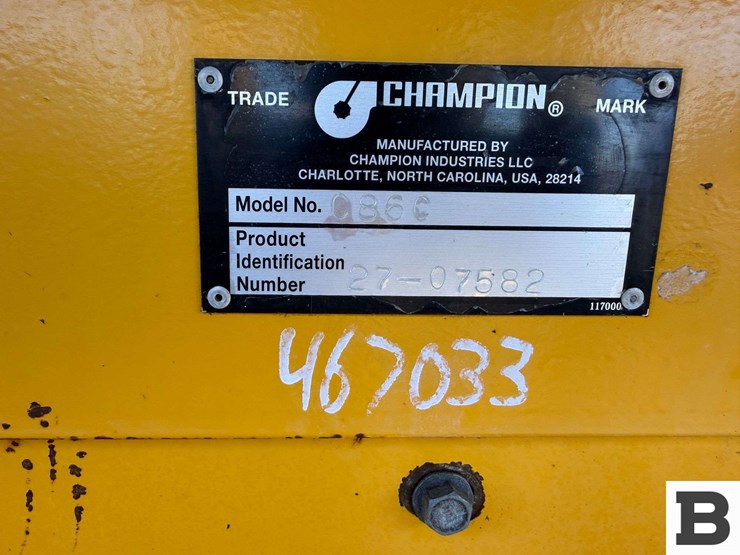 TRADE CHAMPION ® MARK
MANUFACTURED BY
CHAMPION INDUSTRIES LLC
CHARLOTTE, NORTH CAROLINA, USA, 28214
Model No. C86C
Product
Identification
Number 27-07582
117000
467033
B